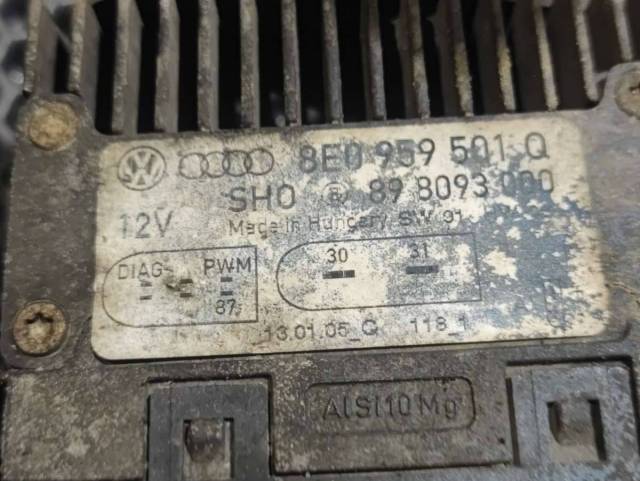 8E0 959 501 Q
SHO 89 8093 000
12V Made in Hungary SW 91
DIAG PWM 30 31
87
13.01.05_G 118_1
AlSi10Mg